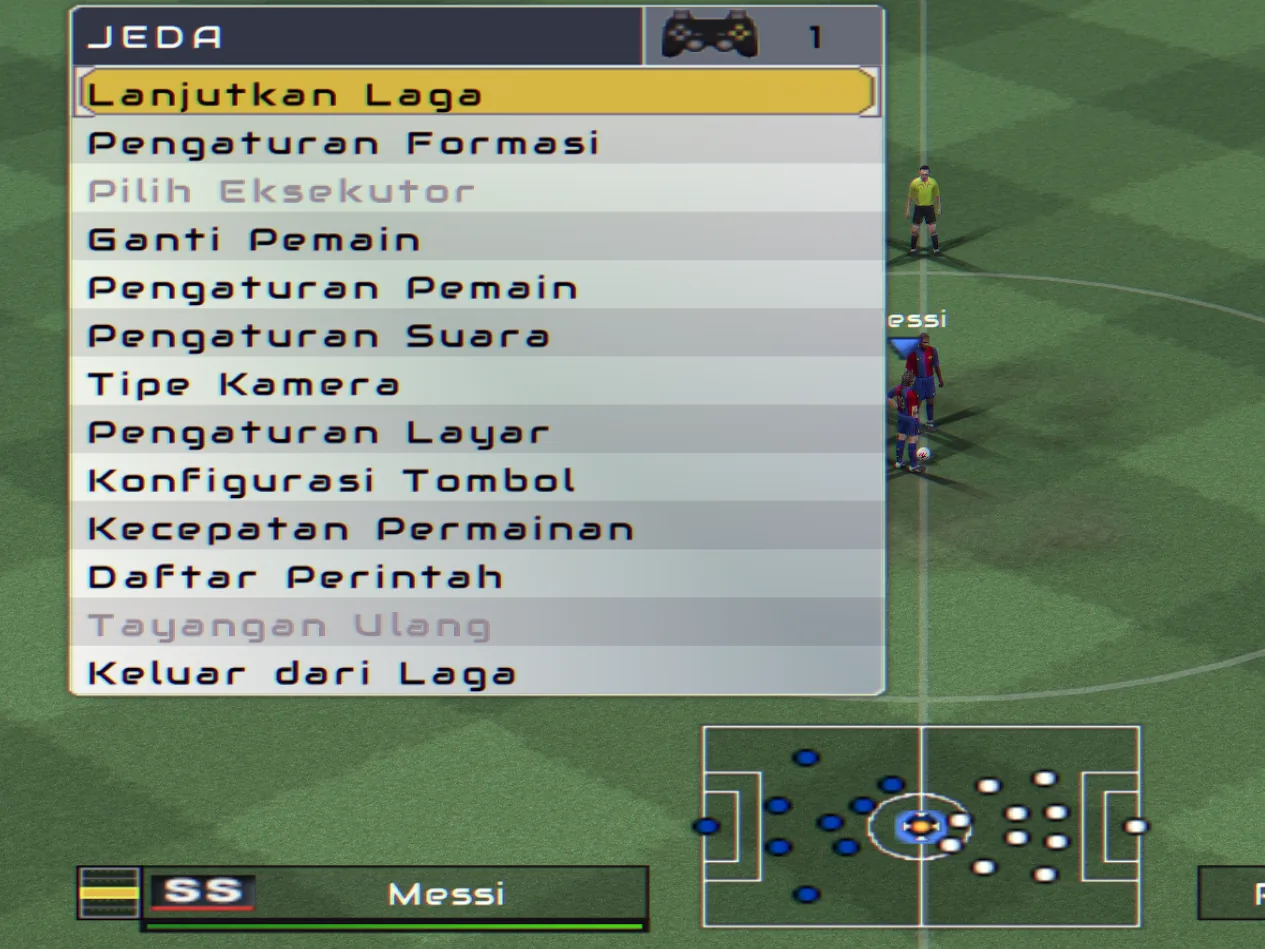 JEDA 1
Lanjutkan Laga
Pengaturan Formasi
Pilih Eksekutor
Ganti Pemain
Pengaturan Pemain
Pengaturan Suara
Tipe Kamera
Pengaturan Layar
Konfigurasi Tombol
Kecepatan Permainan
Daftar Perintah
Tayangan Ulang
Keluar dari Laga
essi
SS Messi